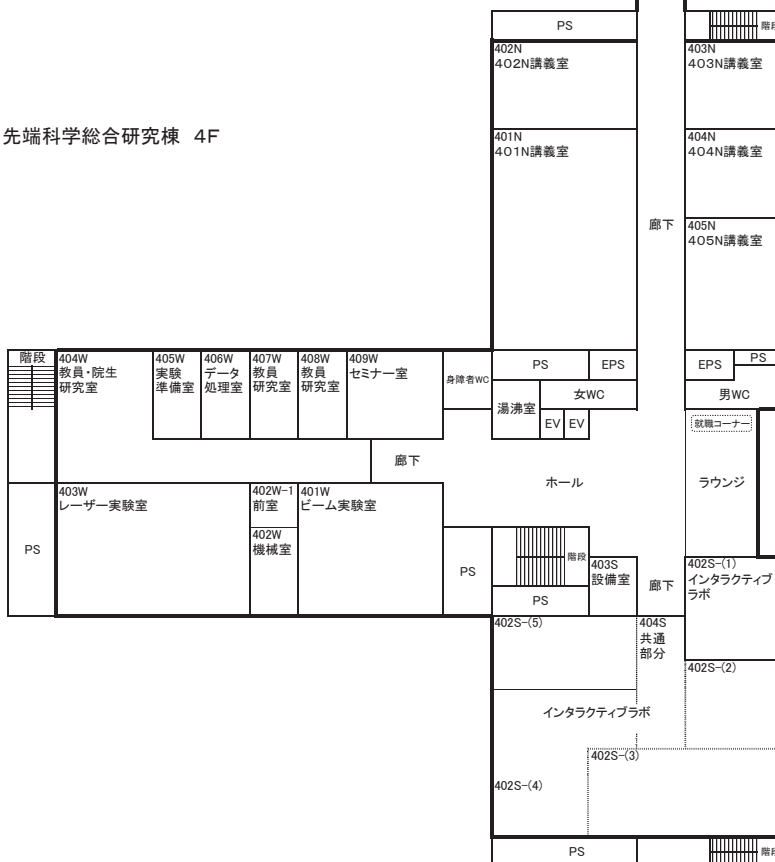 PS
階段
402N
402N講義室
403N
403N講義室
先端科学総合研究棟 4F
401N
401N講義室
404N
404N講義室
廊下
405N
405N講義室
階段
404W
教員・院生
研究室
405W
実験
準備室
406W
データ
処理室
407W
教員
研究室
408W
教員
研究室
409W
セミナー室
身障者WC
PS
EPS
EPS
PS
湯沸室
女WC
男WC
EV
EV
就職コーナー
廊下
ホール
ラウンジ
403W
レーザー実験室
402W-1
前室
401W
ビーム実験室
402W
機械室
PS
PS
階段
403S
設備室
廊下
402S-(1)
インタラクティブ
ラボ
PS
402S-(5)
404S
共通
部分
402S-(2)
インタラクティブラボ
402S-(3)
402S-(4)
PS
階段